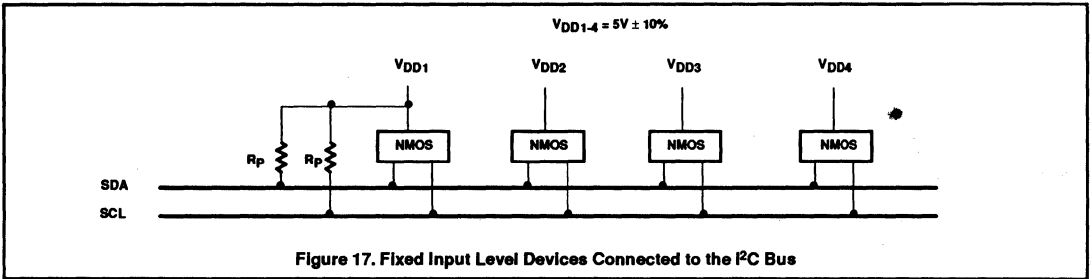 VDD1-4 = 5V ± 10%
VDD1 VDD2 VDD3 VDD4
NMOS NMOS NMOS NMOS
RP RP
SDA
SCL
Figure 17. Fixed Input Level Devices Connected to the I²C Bus